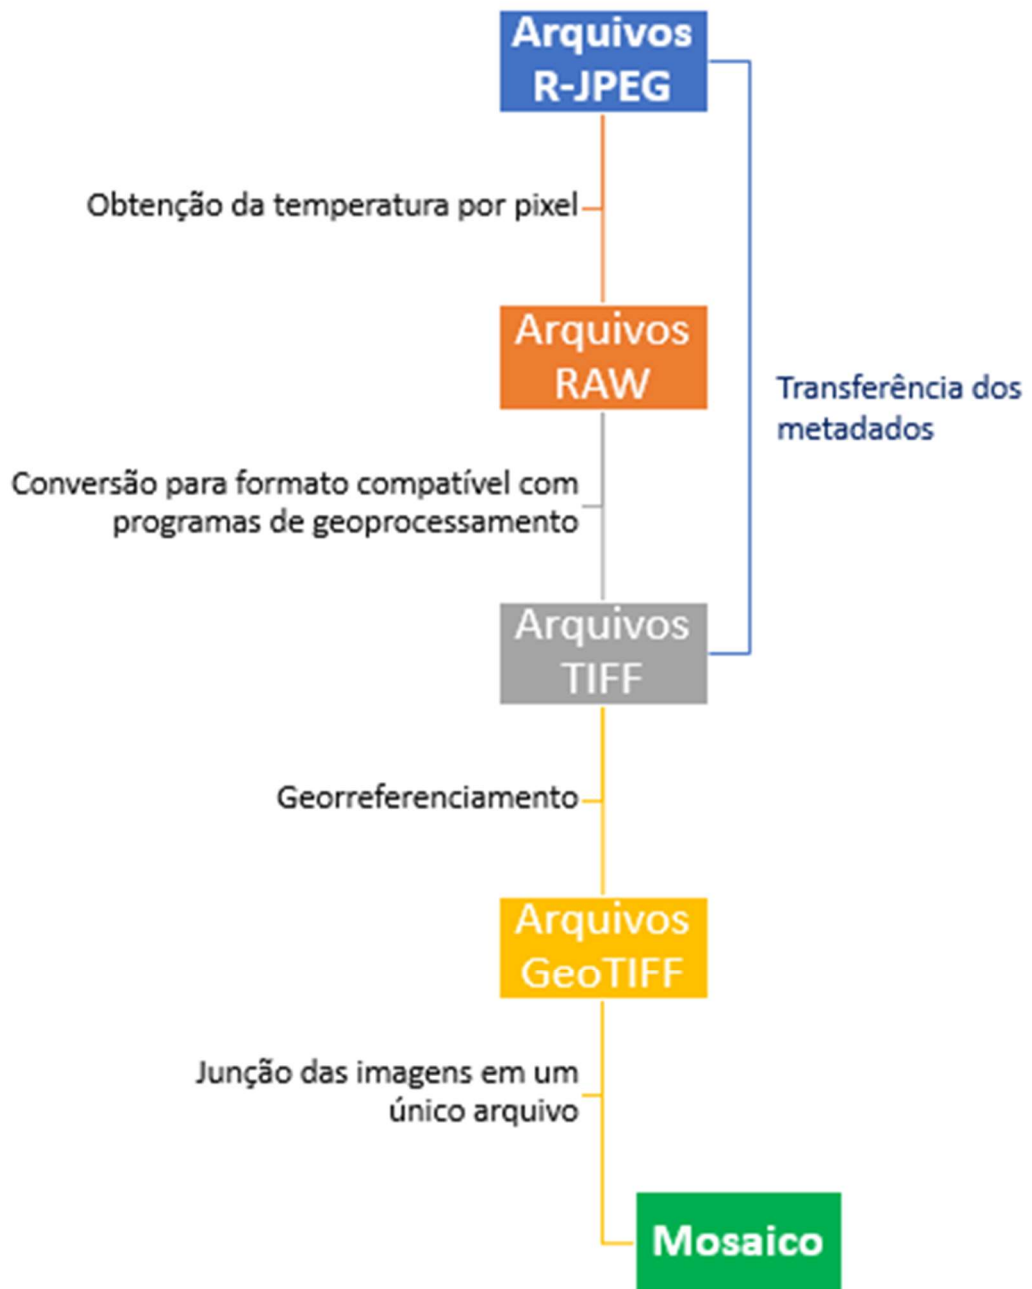 Arquivos
R-JPEG
Obtenção da temperatura por pixel
Arquivos
RAW
Transferência dos
metadados
Conversão para formato compatível com
programas de geoprocessamento
Arquivos
TIFF
Georreferenciamento
Arquivos
GeoTIFF
Junção das imagens em um
único arquivo
Mosaico